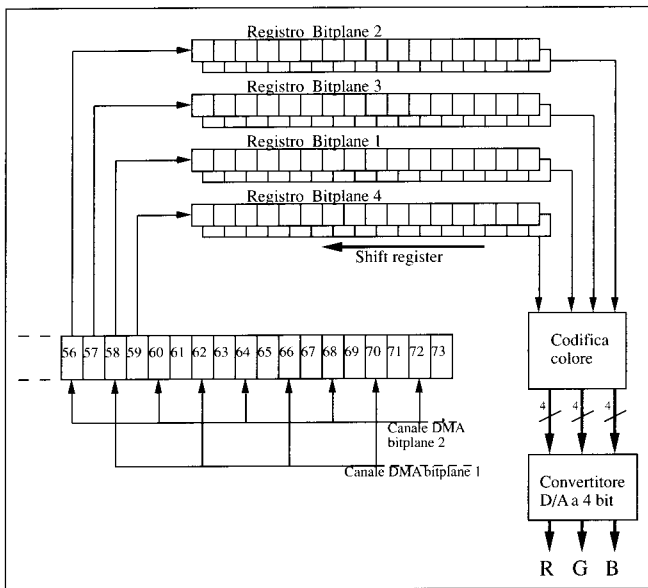 Registro Bitplane 2
Registro Bitplane 3
Registro Bitplane 1
Registro Bitplane 4
Shift register
56 57 58 59 60 61 62 63 64 65 66 67 68 69 70 71 72 73
Canale DMA
bitplane 2
Canale DMA bitplane 1
Codifica
colore
4 4 4
Convertitore
D/A a 4 bit
R G B